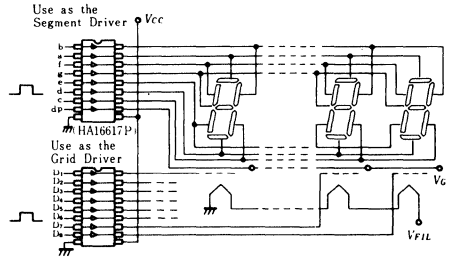 Use as the
Segment Driver
VCC
b
a
f
g
e
d
c
dp
(HA16617P)
Use as the
Grid Driver
D1
D2
D3
D4
D5
D6
D7
D8
VG
VFIL